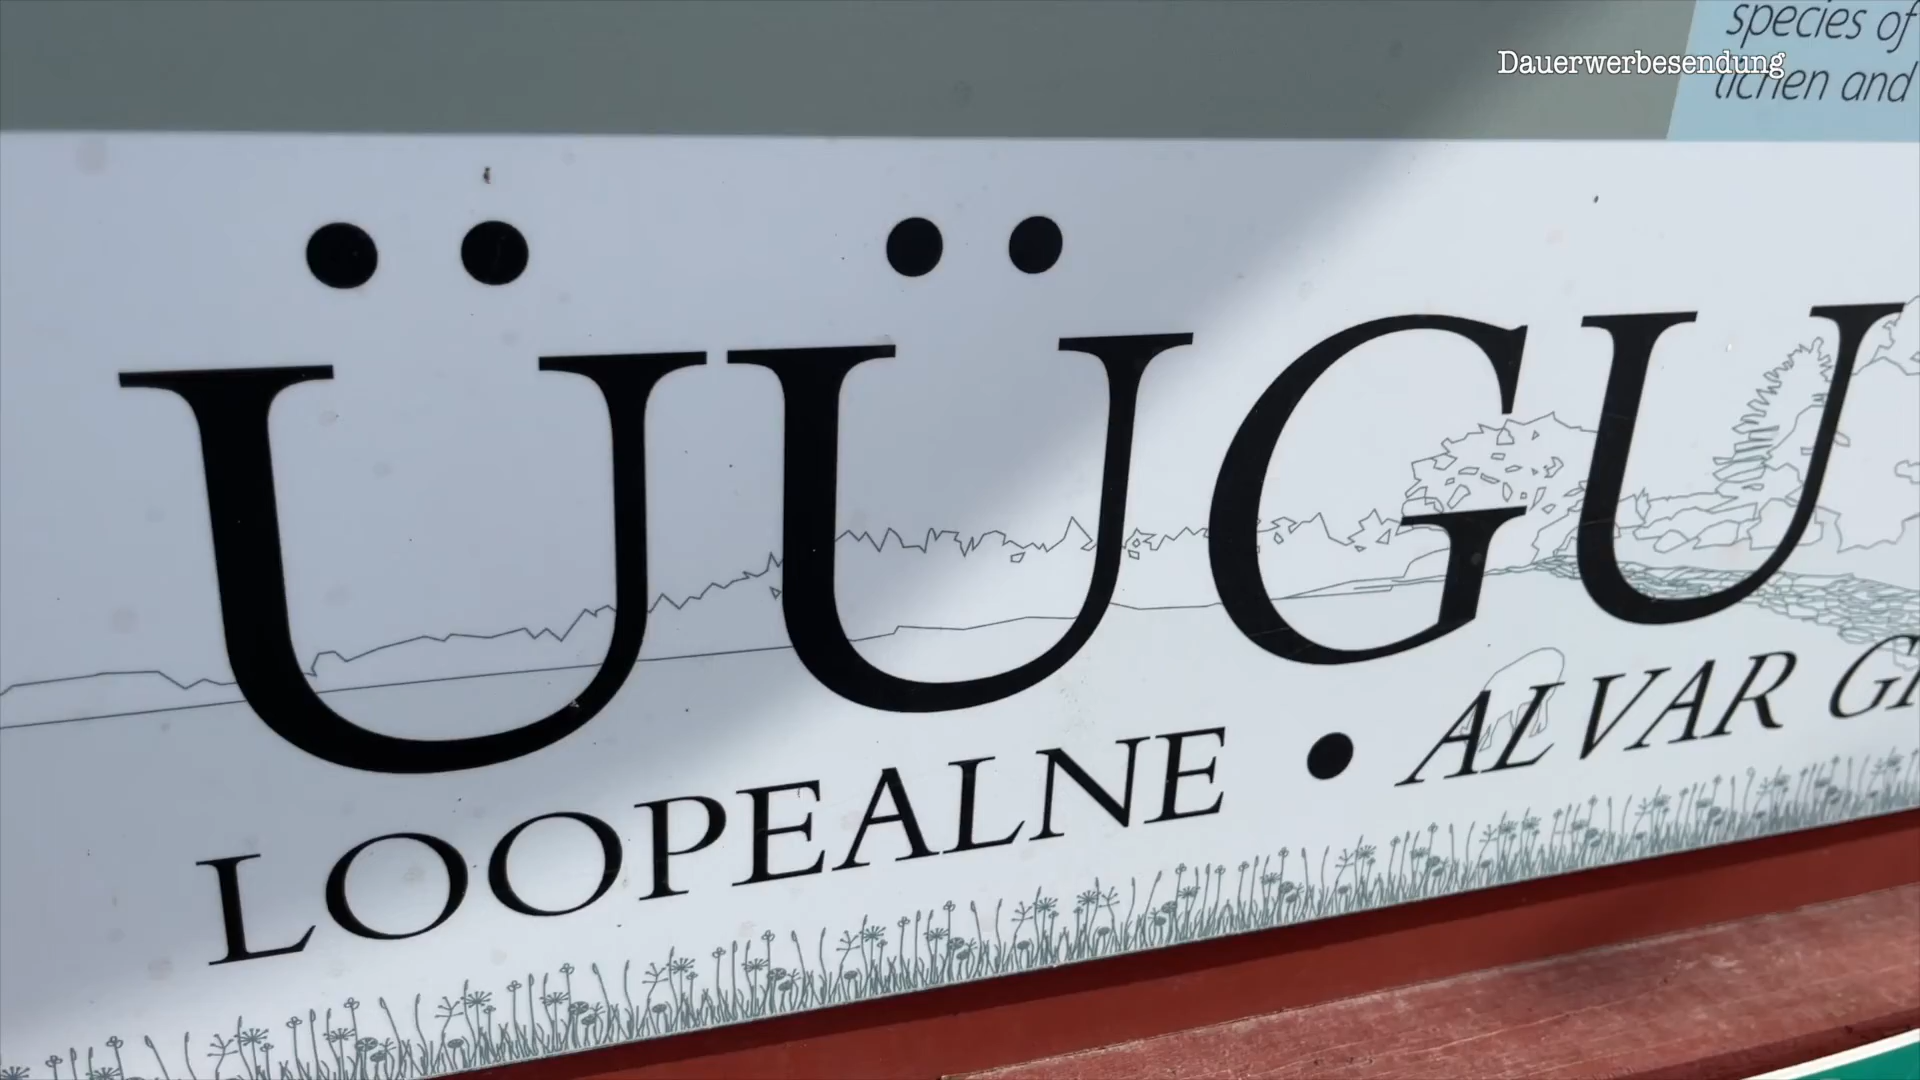 species of
lichen and
Dauerwerbesendung
ÜÜGU
LOOPEALNE • ALVAR